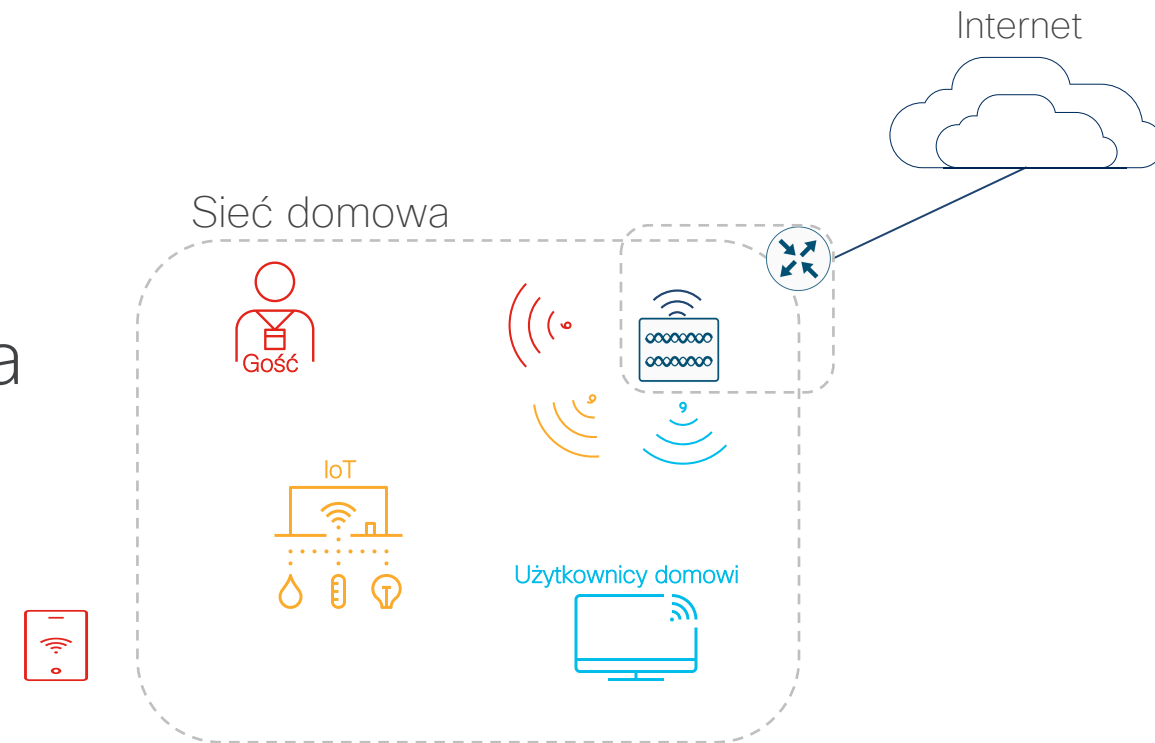 Internet
Sieć domowa
a
Gość
IoT
Użytkownicy domowi